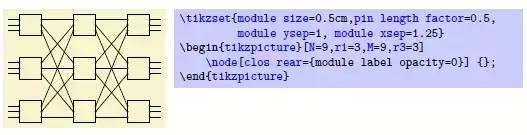 \tikzset{module size=0.5cm,pin length factor=0.5,
module ysep=1, module xsep=1.25}
\begin{tikzpicture}[N=9,r1=3,M=9,r3=3]
\node[clos rear={module label opacity=0}] {};
\end{tikzpicture}